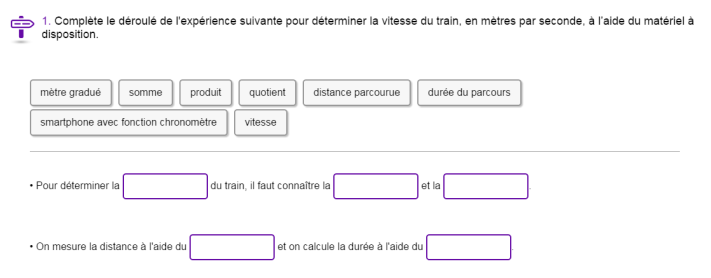 1. Complète le déroulé de l'expérience suivante pour déterminer la vitesse du train, en mètres par seconde, à l'aide du matériel à
disposition.
mètre gradué somme produit quotient distance parcourue durée du parcours
smartphone avec fonction chronomètre vitesse
• Pour déterminer la du train, il faut connaître la et la .
• On mesure la distance à l'aide du et on calcule la durée à l'aide du .